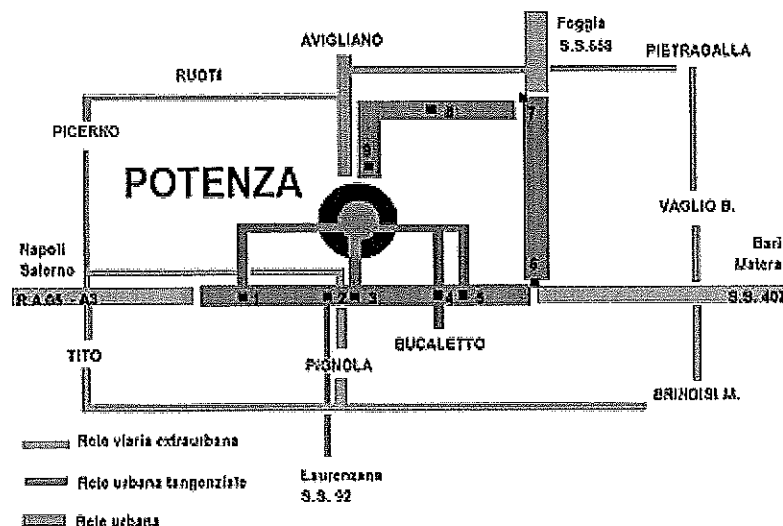 AVIGLIANO
Foggia
S.S.658
PIETRAGALLA
RUOTI
PICERNO
7
8
9
POTENZA
VAGLIO B.
Napoli
Salerno
Bari
Matera
6
R.A.05 - A3
1
2
3
4
5
S.S. 407
TITO
PIGNOLA
BUCALETTO
BRINDISI M.
Rete viaria extraurbana
Rete urbana tangenziale
Laurenzana
S.S. 92
Rete urbana